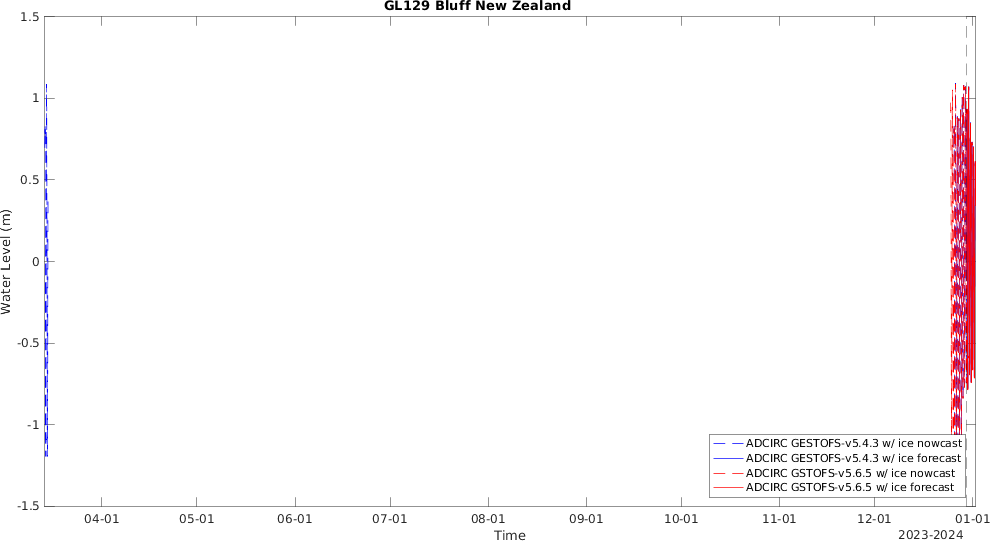 GL129 Bluff New Zealand
1.5
1
0.5
0
-0.5
-1
-1.5
Water Level (m)
04-01 05-01 06-01 07-01 08-01 09-01 10-01 11-01 12-01 01-01
Time
2023-2024
ADCIRC GESTOFS-v5.4.3 w/ ice nowcast
ADCIRC GESTOFS-v5.4.3 w/ ice forecast
ADCIRC GSTOFS-v5.6.5 w/ ice nowcast
ADCIRC GSTOFS-v5.6.5 w/ ice forecast